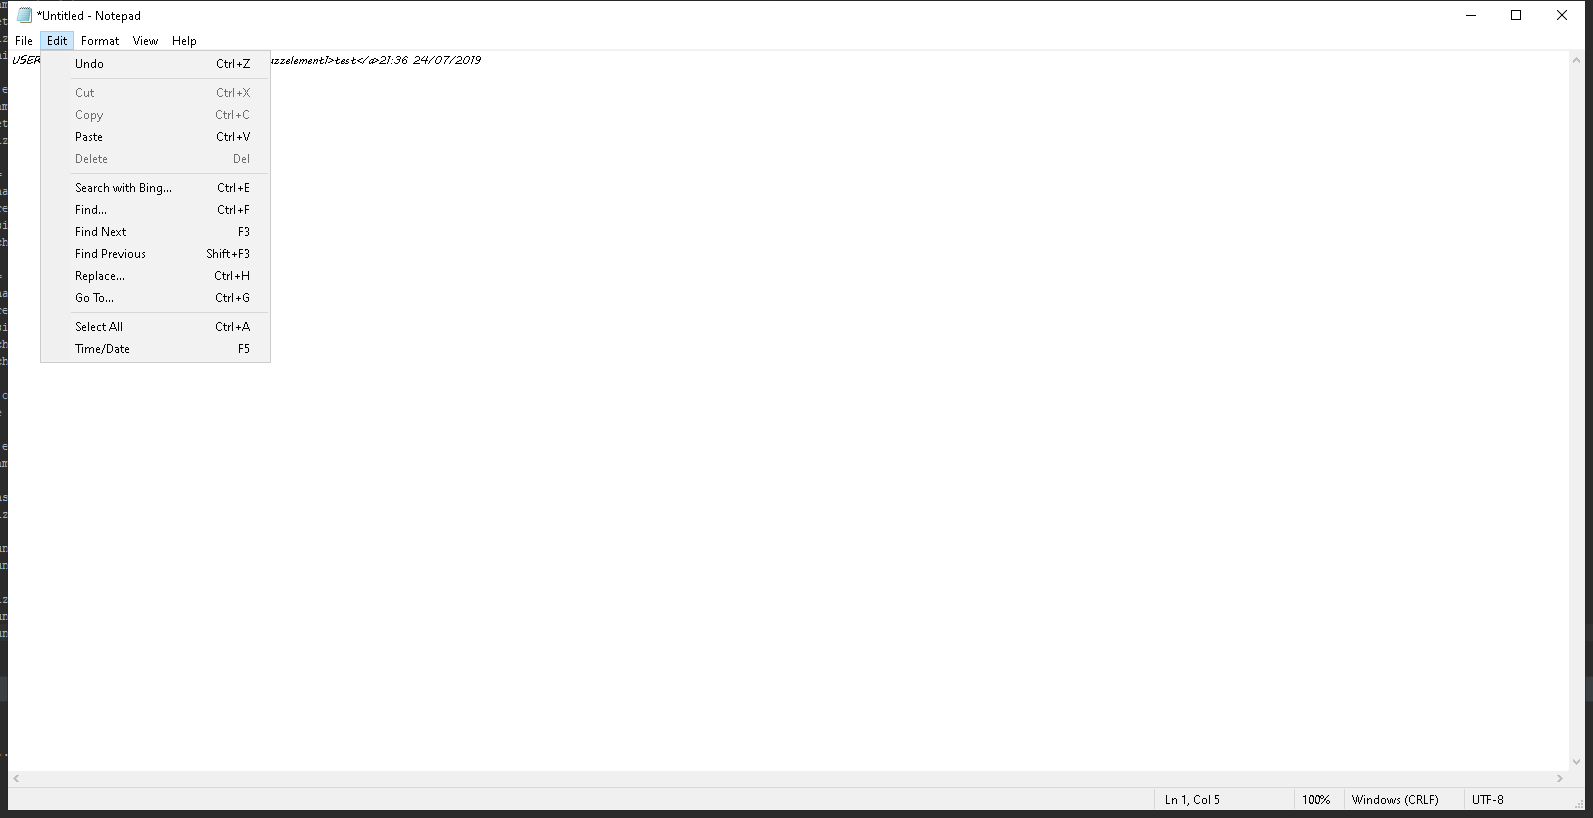 *Untitled - Notepad
File Edit Format View Help
USER
azzelement1>test</a>21:36 24/07/2019
Undo Ctrl+Z
Cut Ctrl+X
Copy Ctrl+C
Paste Ctrl+V
Delete Del
Search with Bing... Ctrl+E
Find... Ctrl+F
Find Next F3
Find Previous Shift+F3
Replace... Ctrl+H
Go To... Ctrl+G
Select All Ctrl+A
Time/Date F5
Ln 1, Col 5 100% Windows (CRLF) UTF-8